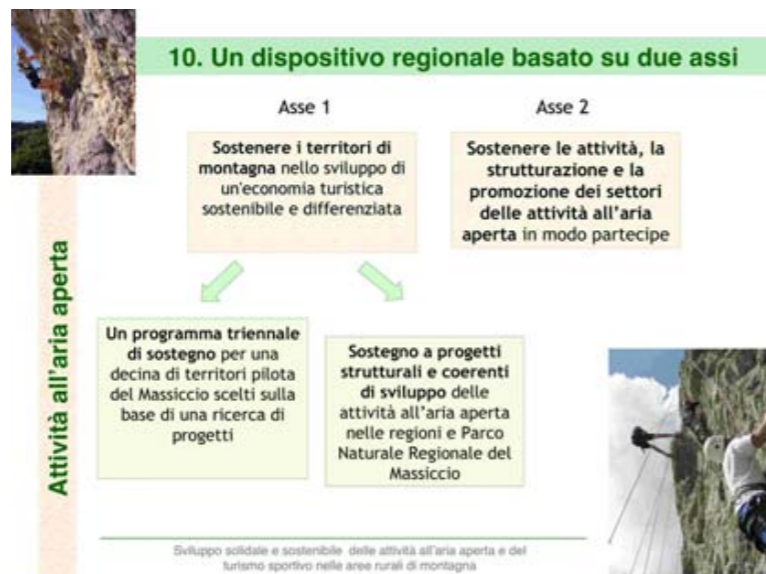 10. Un dispositivo regionale basato su due assi
Asse 1
Sostenere i territori di
montagna nello sviluppo di
un'economia turistica
sostenibile e differenziata
Asse 2
Sostenere le attività, la
strutturazione e la
promozione dei settori
delle attività all'aria
aperta in modo partecipe
Attività all'aria aperta
Un programma triennale
di sostegno per una
decina di territori pilota
del Massiccio scelti sulla
base di una ricerca di
progetti
Sostegno a progetti
strutturali e coerenti
di sviluppo delle
attività all'aria aperta
nelle regioni e Parco
Naturale Regionale del
Massiccio
Sviluppo solidale e sostenibile delle attività all'aria aperta e del
turismo sportivo nelle aree rurali di montagna